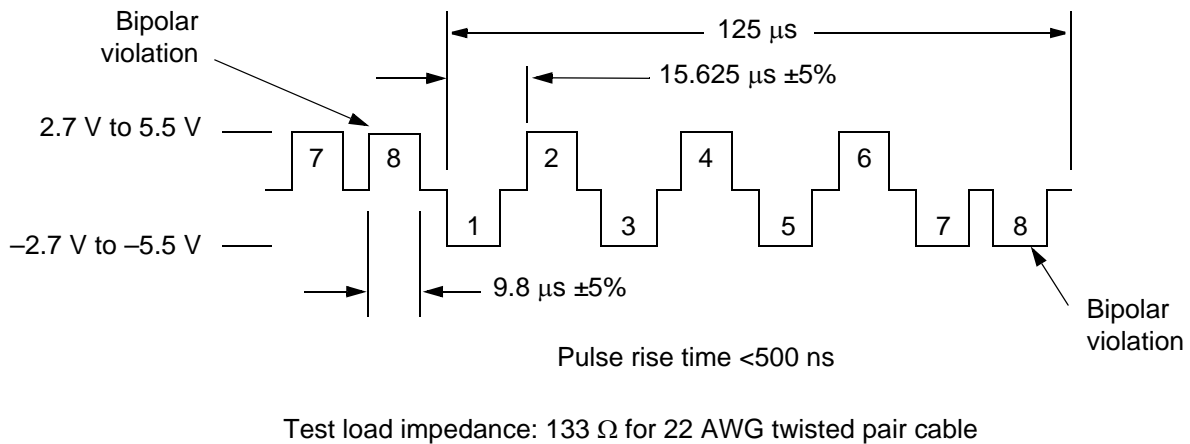 Bipolar
violation
125 μs
15.625 μs ±5%
2.7 V to 5.5 V
7
8
2
4
6
1
3
5
7
8
–2.7 V to –5.5 V
9.8 μs ±5%
Bipolar
violation
Pulse rise time <500 ns
Test load impedance: 133 Ω for 22 AWG twisted pair cable